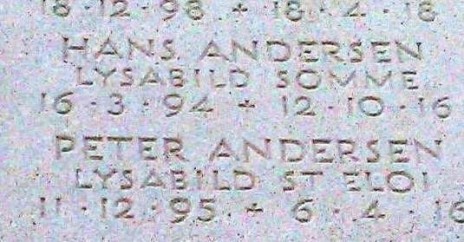 18·12·98 + 18·4·18
HANS ANDERSEN
LYSABILD SOMME
16·3·94 + 12·10·16
PETER ANDERSEN
LYSABILD ST ELOI
11·12·95 + 6·4·16